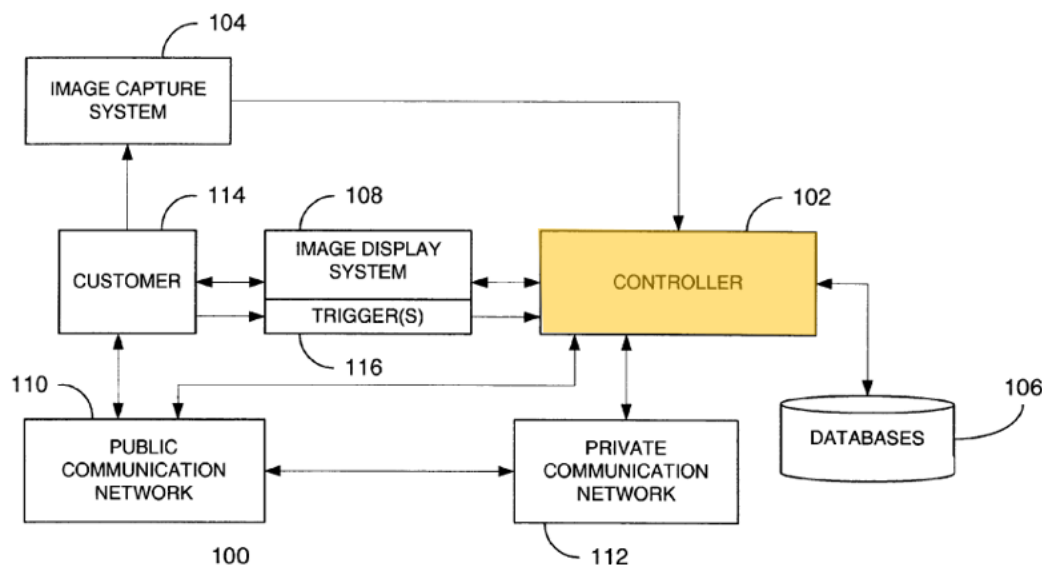 104
IMAGE CAPTURE
SYSTEM
114
108
102
CUSTOMER
IMAGE DISPLAY
SYSTEM
TRIGGER(S)
CONTROLLER
116
110
106
PUBLIC
COMMUNICATION
NETWORK
PRIVATE
COMMUNICATION
NETWORK
DATABASES
100
112